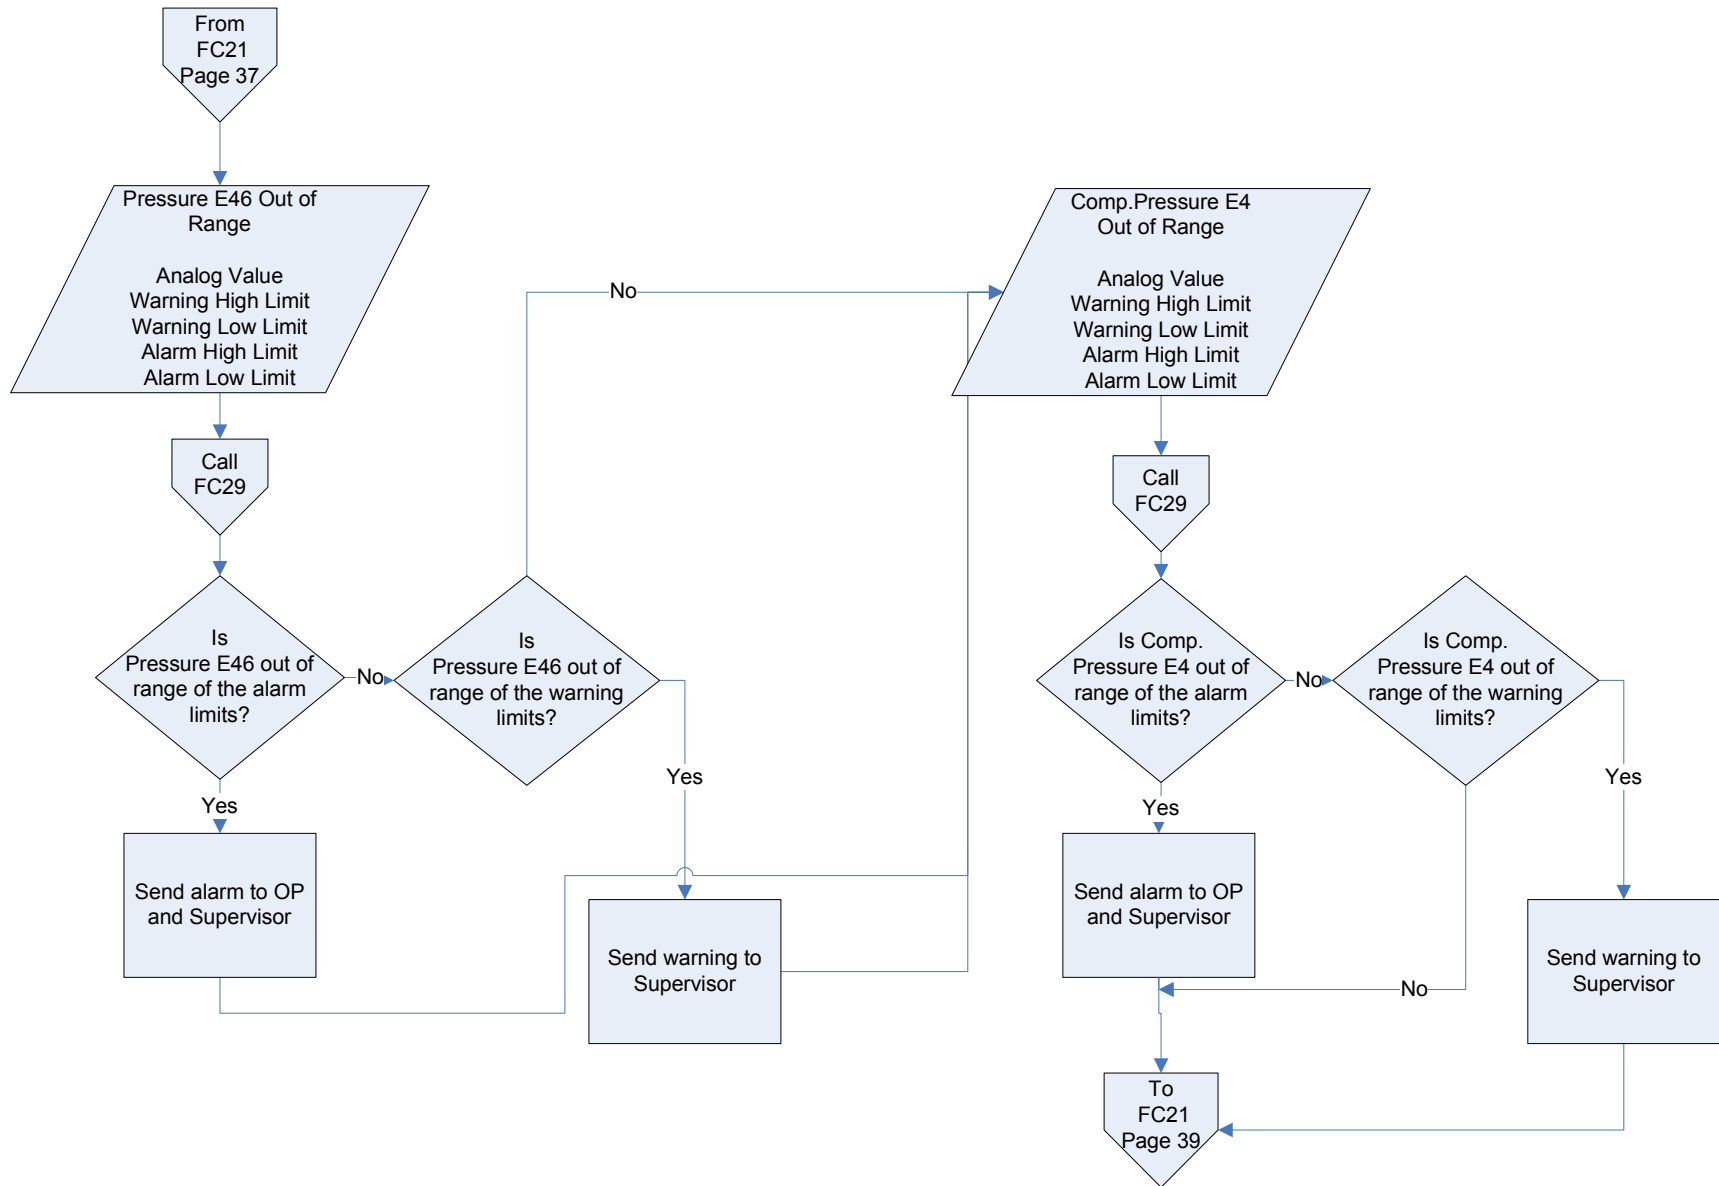 From
FC21
Page 37
Pressure E46 Out of
Range
Analog Value
Warning High Limit
Warning Low Limit
Alarm High Limit
Alarm Low Limit
Call
FC29
Is
Pressure E46 out of
range of the alarm
limits?
No
Is
Pressure E46 out of
range of the warning
limits?
No
Yes
Yes
Send alarm to OP
and Supervisor
Send warning to
Supervisor
Comp.Pressure E4
Out of Range
Analog Value
Warning High Limit
Warning Low Limit
Alarm High Limit
Alarm Low Limit
Call
FC29
Is Comp.
Pressure E4 out of
range of the alarm
limits?
No
Is Comp.
Pressure E4 out of
range of the warning
limits?
Yes
Yes
Send alarm to OP
and Supervisor
No
Send warning to
Supervisor
To
FC21
Page 39